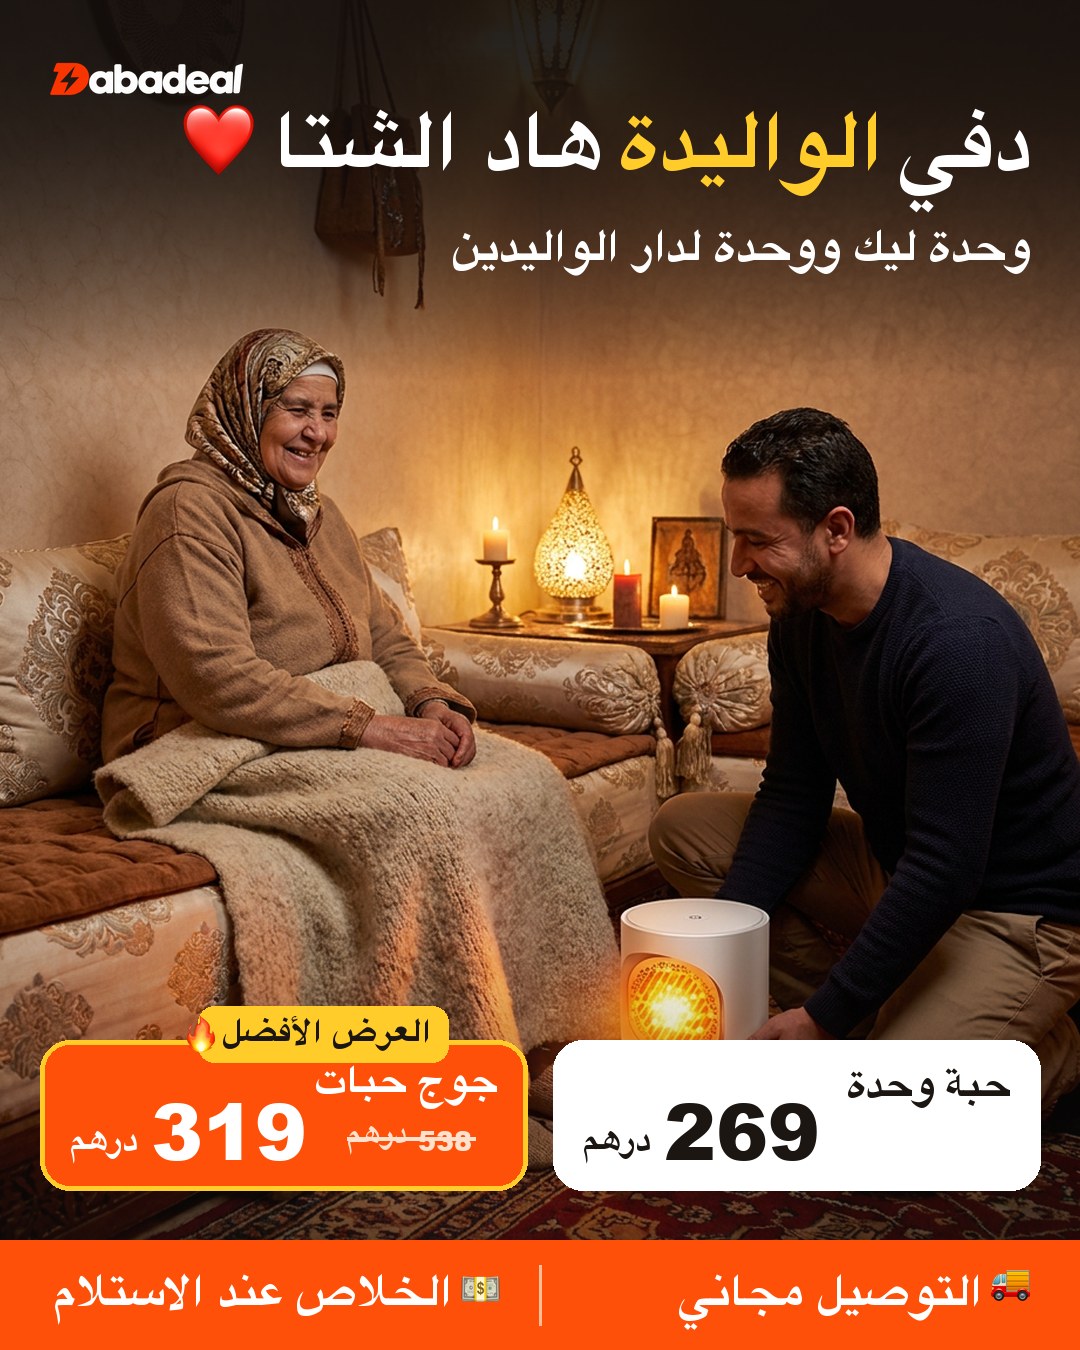 Dabadeal
دفي الواليدة هاد الشتا ❤️
وحدة ليك ووحدة لدار الواليدين
حبة وحدة
269 درهم
العرض الأفضل🔥
جوج حبات
538 درهم
319 درهم
🚚 التوصيل مجاني
💵 الخلاص عند الاستلام